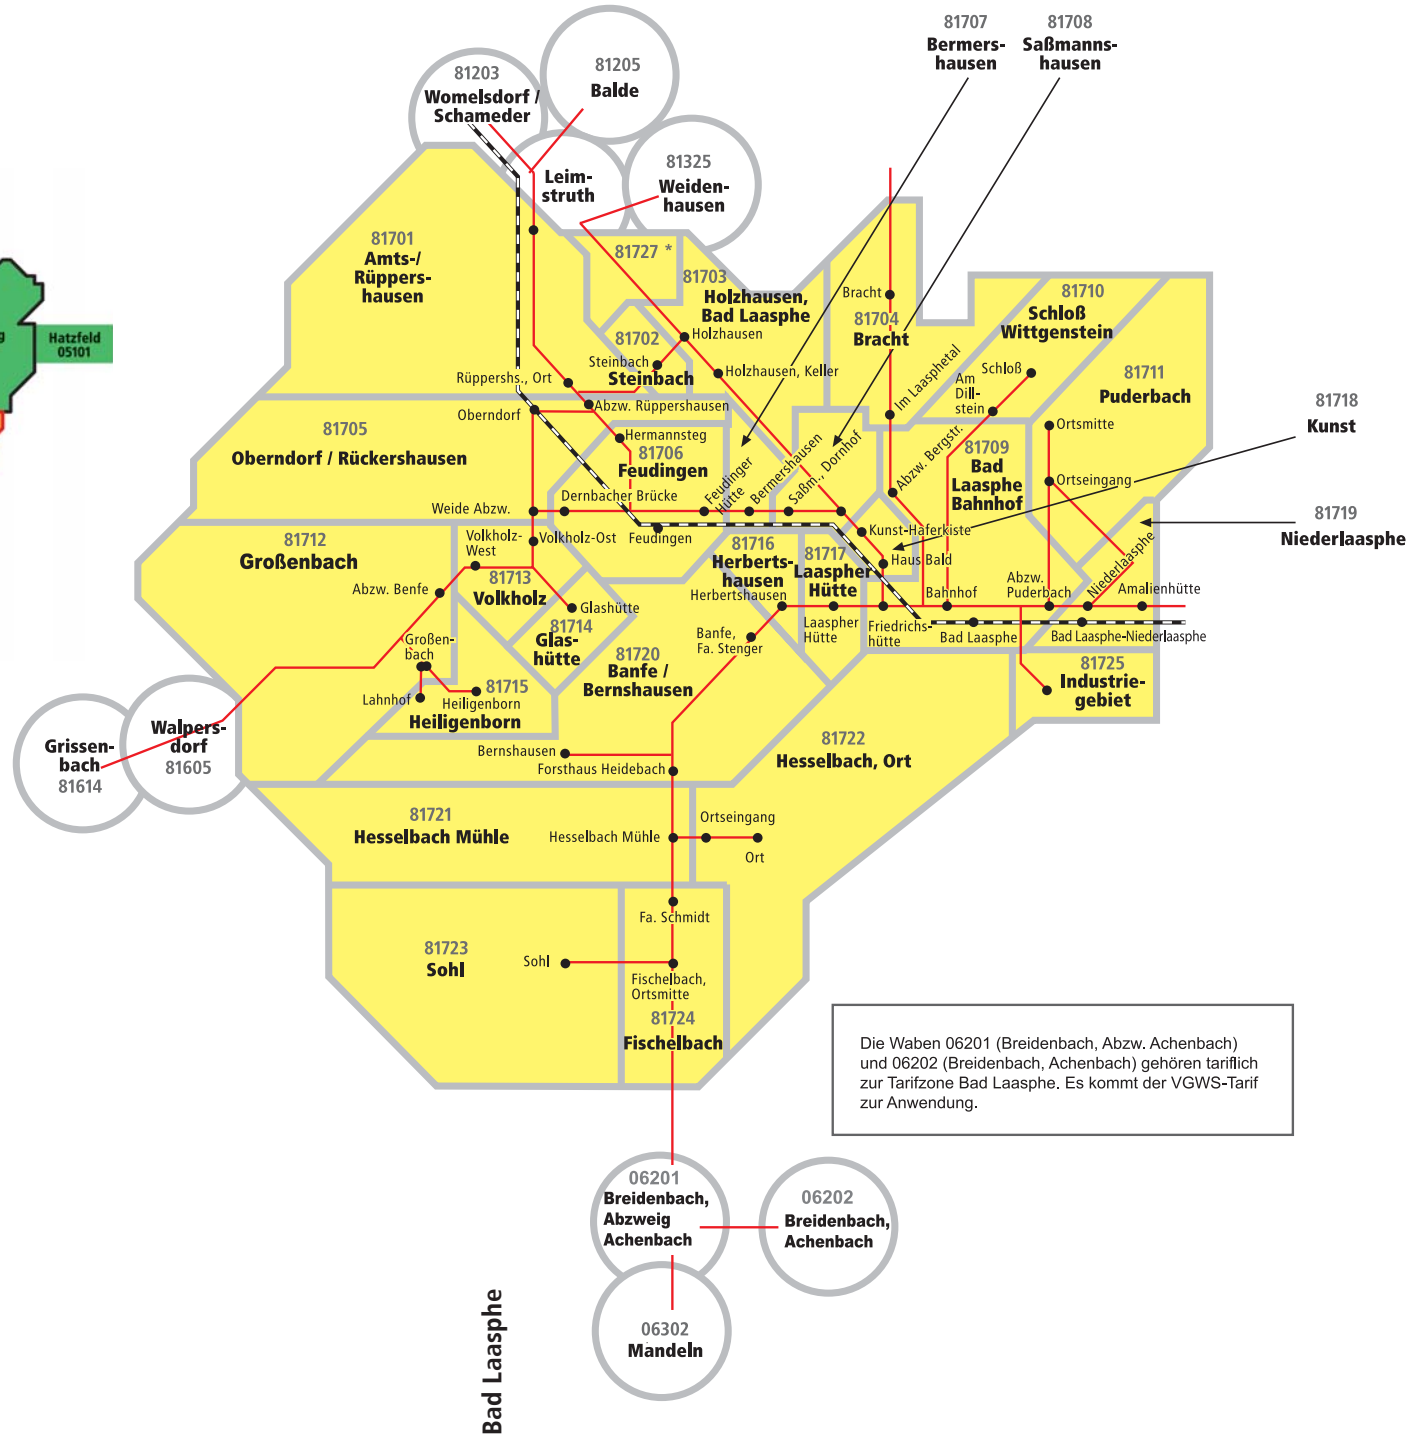 81707
Bermers-
hausen
81708
Saßmanns-
hausen
81203
Womelsdorf /
Schameder
81205
Balde
Leim-
struth
81325
Weiden-
hausen
g
Hatzfeld
05101
81701
Amts-/
Rüppers-
hausen
81727 *
81703
Holzhausen,
Bad Laasphe
Holzhausen
Holzhausen, Keller
81702
Steinbach
Steinbach
Bracht
81704
Bracht
Im Laasphetal
81710
Schloß
Wittgenstein
Schloß
Am
Dill-
stein
81711
Puderbach
Ortsmitte
Ortseingang
81718
Kunst
81719
Niederlaasphe
Rüppershs., Ort
Abzw. Rüppershausen
Oberndorf
81705
Oberndorf / Rückershausen
Hermannsteg
81706
Feudingen
Dernbacher Brücke
Feudinger
Hütte
Bermershausen
Saßm., Dornhof
Abzw. Bergstr.
81709
Bad
Laasphe
Bahnhof
Weide Abzw.
Volkholz-
West
Volkholz-Ost
Feudingen
Kunst-Haferkiste
Haus Bald
81712
Großenbach
Abzw. Benfe
81713
Volkholz
Glashütte
81714
Glas-
hütte
81716
Herberts-
hausen
Herbertshausen
81717
Laaspher
Hütte
Laaspher
Hütte
Friedrichs-
hütte
Bahnhof
Abzw.
Puderbach
Niederlaasphe
Amalienhütte
Bad Laasphe
Bad Laasphe-Niederlaasphe
Banfe,
Fa. Stenger
81720
Banfe /
Bernshausen
Großen-
bach
Lahnhof
Heiligenborn
81715
Heiligenborn
81725
Industrie-
gebiet
Grissen-
bach
81614
Walpers-
dorf
81605
Bernshausen
Forsthaus Heidebach
81722
Hesselbach, Ort
81721
Hesselbach Mühle
Hesselbach Mühle
Ortseingang
Ort
Fa. Schmidt
81723
Sohl
Sohl
Fischelbach,
Ortsmitte
81724
Fischelbach
Die Waben 06201 (Breidenbach, Abzw. Achenbach)
und 06202 (Breidenbach, Achenbach) gehören tariflich
zur Tarifzone Bad Laasphe. Es kommt der VGWS-Tarif
zur Anwendung.
06201
Breidenbach,
Abzweig
Achenbach
06202
Breidenbach,
Achenbach
06302
Mandeln
Bad Laasphe